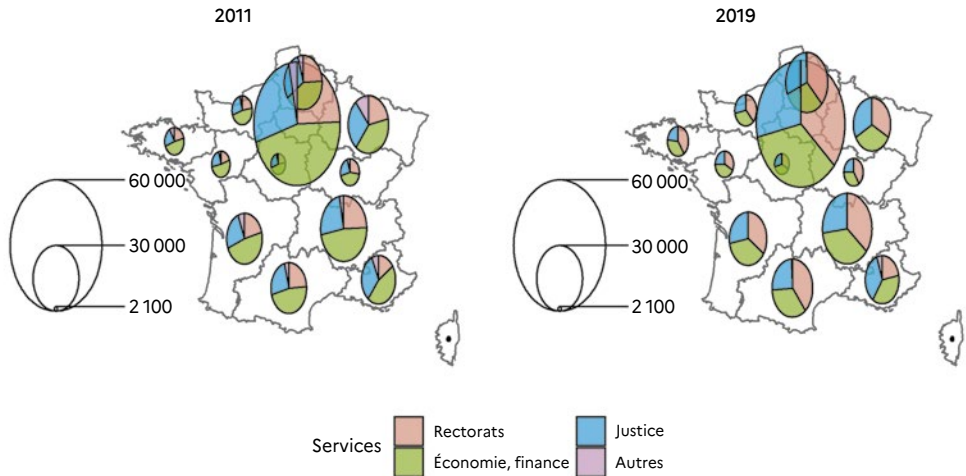 2011
2019
60 000
30 000
2 100
60 000
30 000
2 100
Services
Rectorats
Justice
Économie, finance
Autres